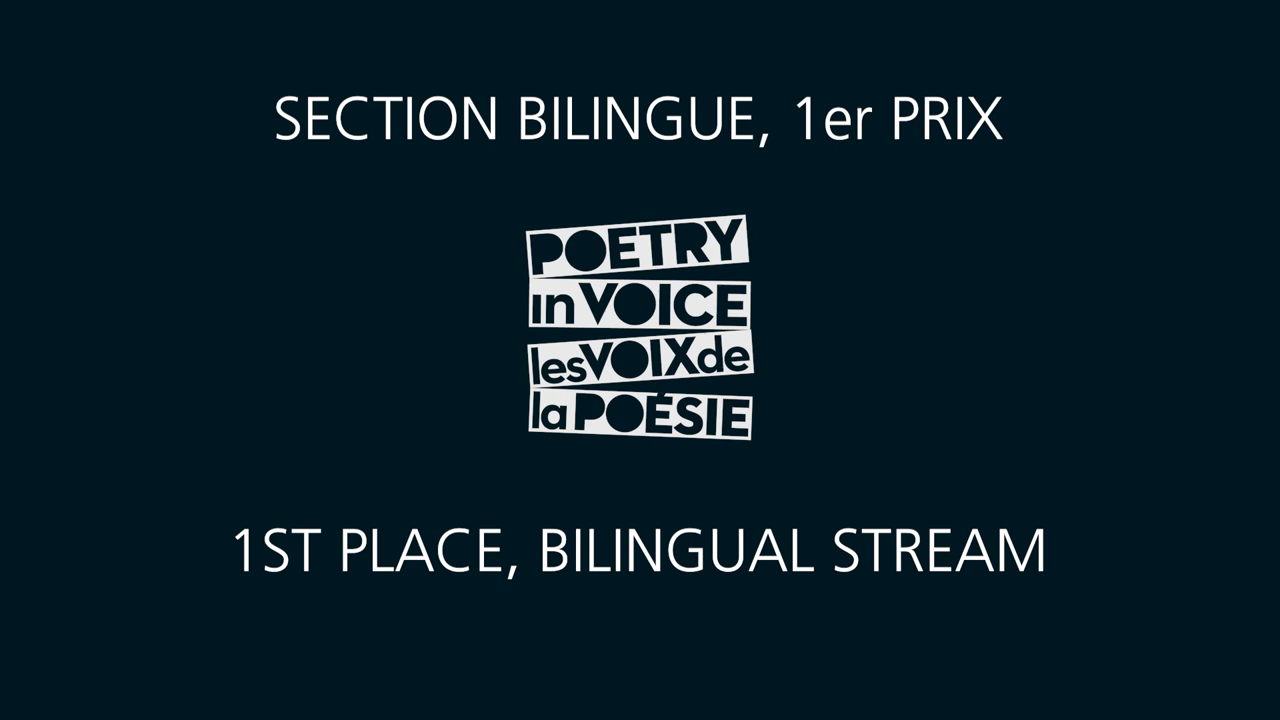 SECTION BILINGUE, 1er PRIX
POETRY
in VOICE
les VOIX de
la POÉSIE
1ST PLACE, BILINGUAL STREAM